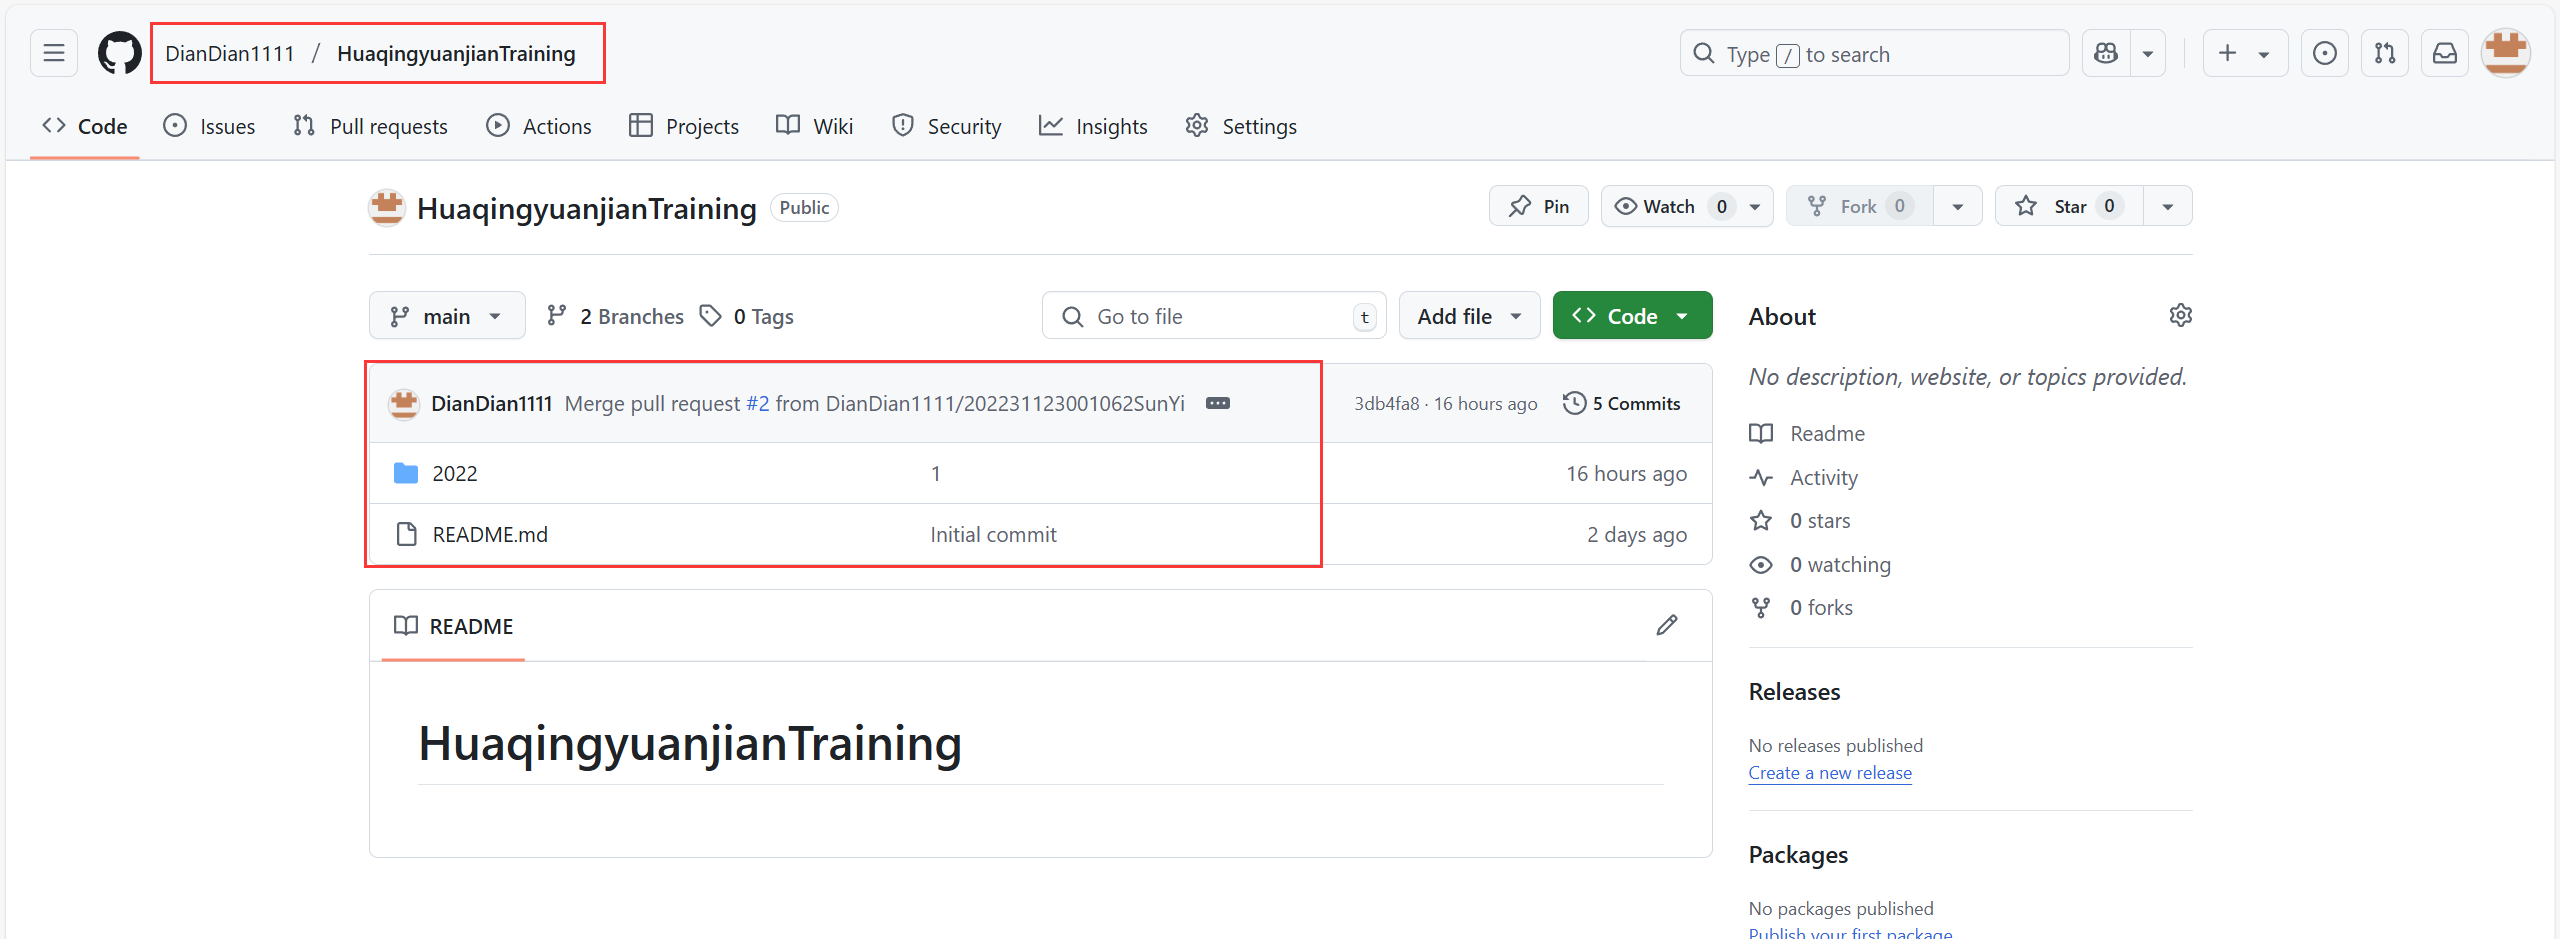 DianDian1111 / HuaqingyuanjianTraining
Type / to search
Code Issues Pull requests Actions Projects Wiki Security Insights Settings
HuaqingyuanjianTraining Public
Pin Watch 0 Fork 0 Star 0
main 2 Branches 0 Tags
Go to file t Add file Code
DianDian1111 Merge pull request #2 from DianDian1111/202231123001062SunYi
3db4fa8 · 16 hours ago 5 Commits
2022 1 16 hours ago
README.md Initial commit 2 days ago
README
HuaqingyuanjianTraining
About
No description, website, or topics provided.
Readme
Activity
0 stars
0 watching
0 forks
Releases
No releases published
Create a new release
Packages
No packages published
Publish your first package